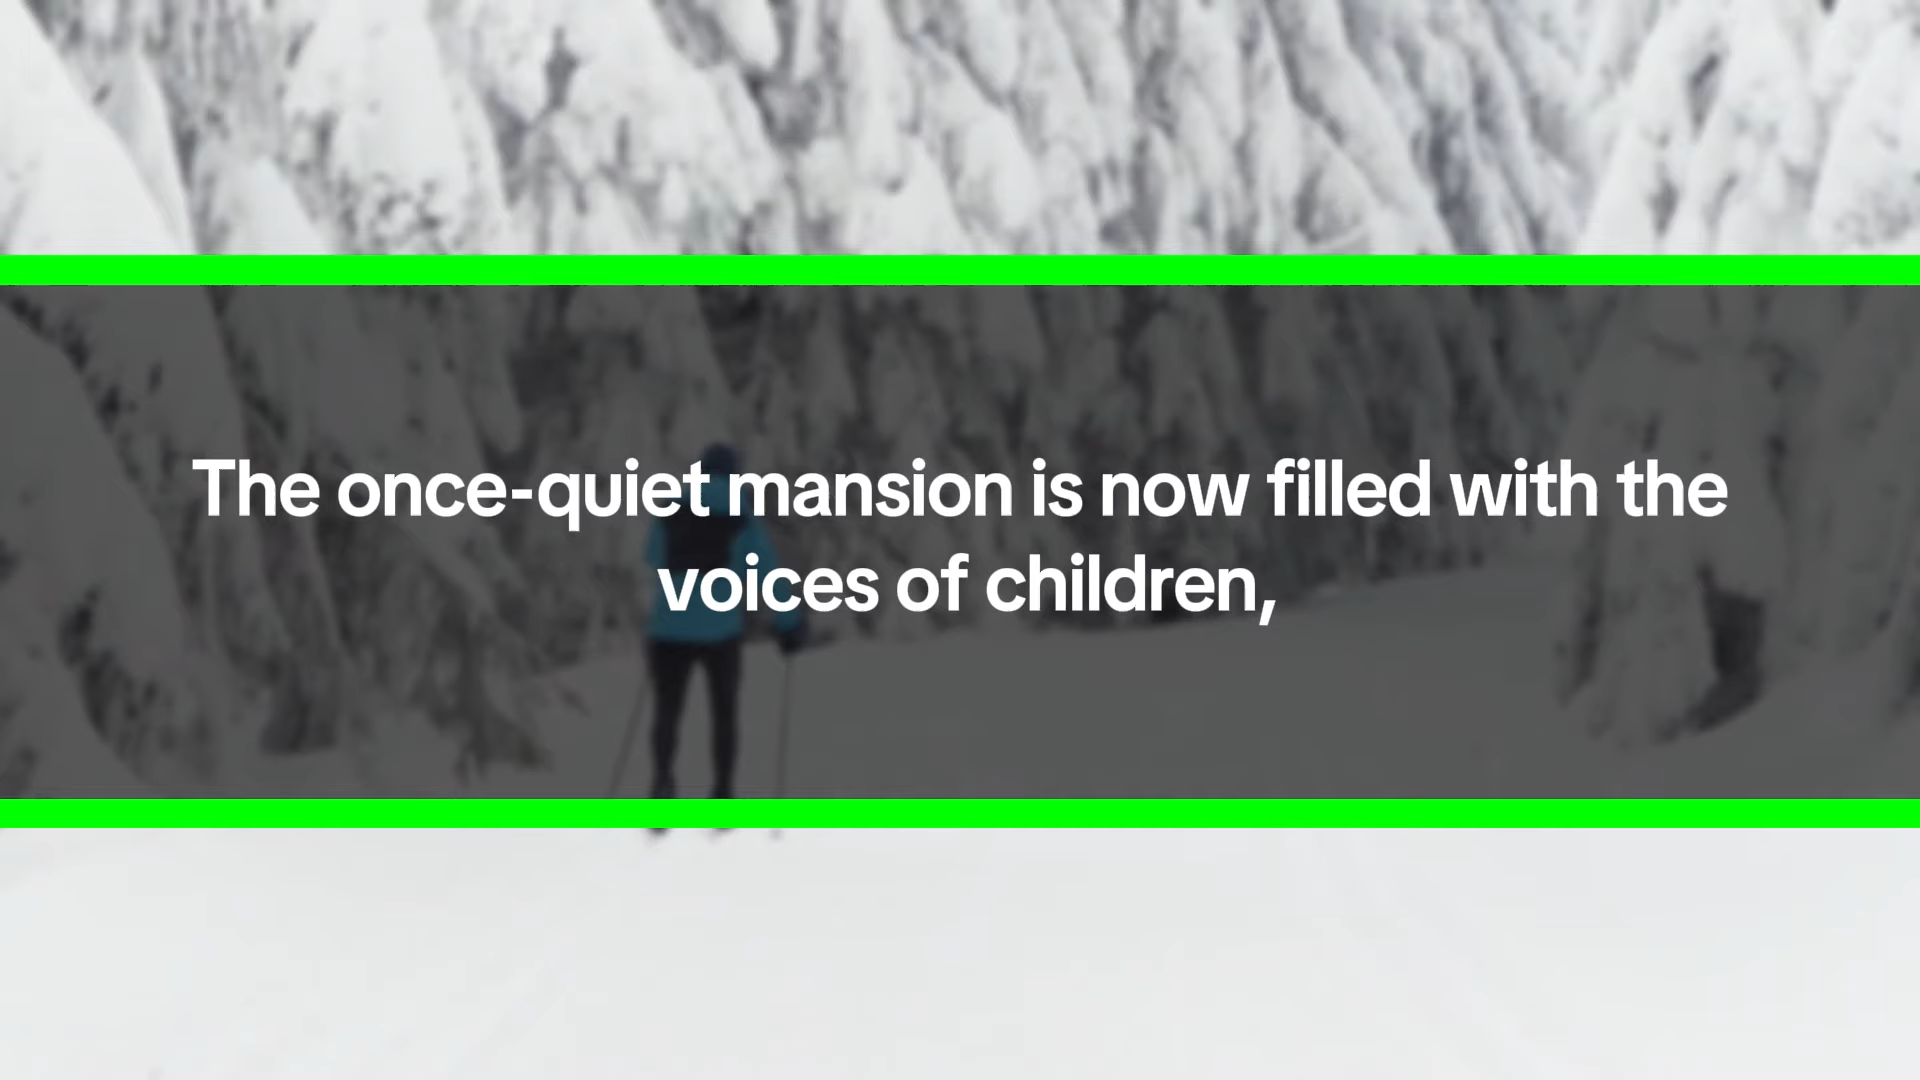 The once-quiet mansion is now filled with the
voices of children,